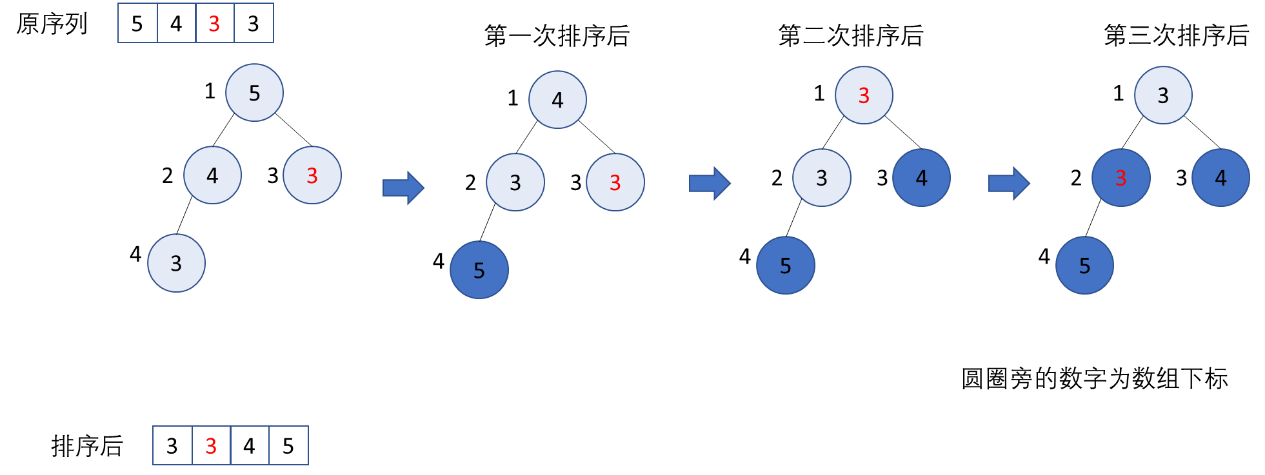 原序列 5 4 3 3
第一次排序后 第二次排序后 第三次排序后
1 5 1 4 1 3 1 3
2 4 3 3 2 3 3 3 2 3 3 4 2 3 3 4
4 3 4 5 4 5 4 5
圆圈旁的数字为数组下标
排序后 3 3 4 5